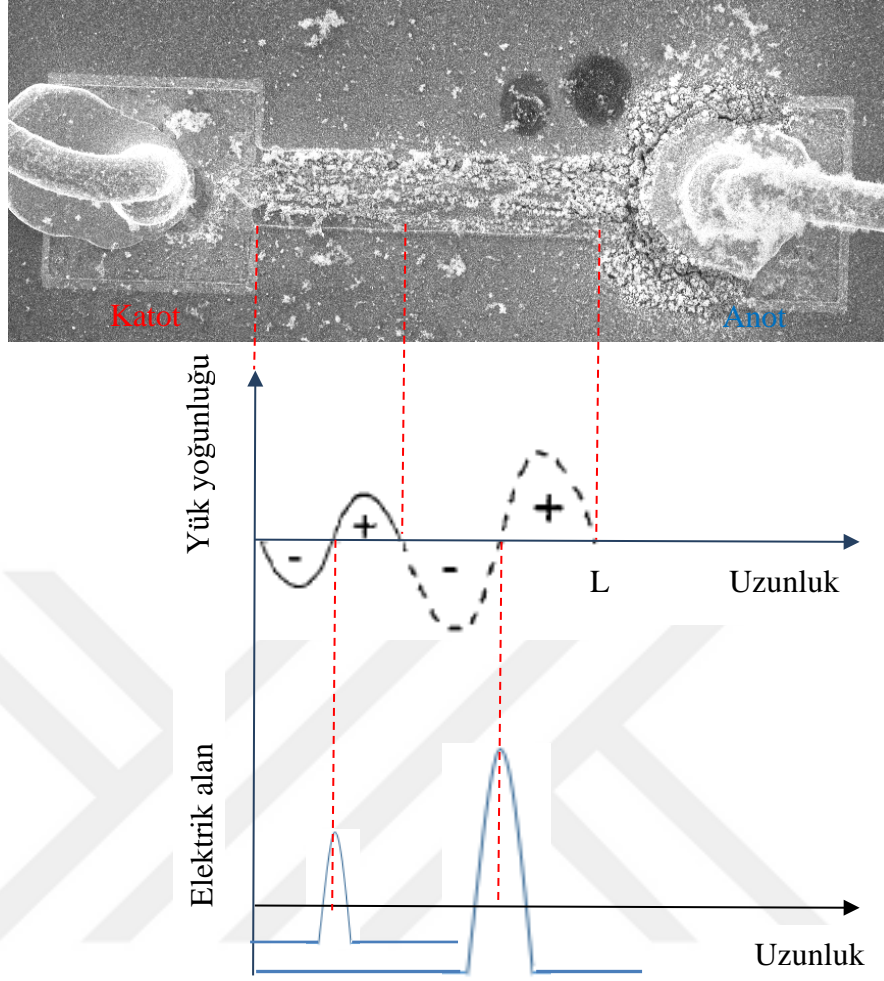 Katot
Anot
Yük yoğunluğu
-
+
-
+
L
Uzunluk
Elektrik alan
Uzunluk